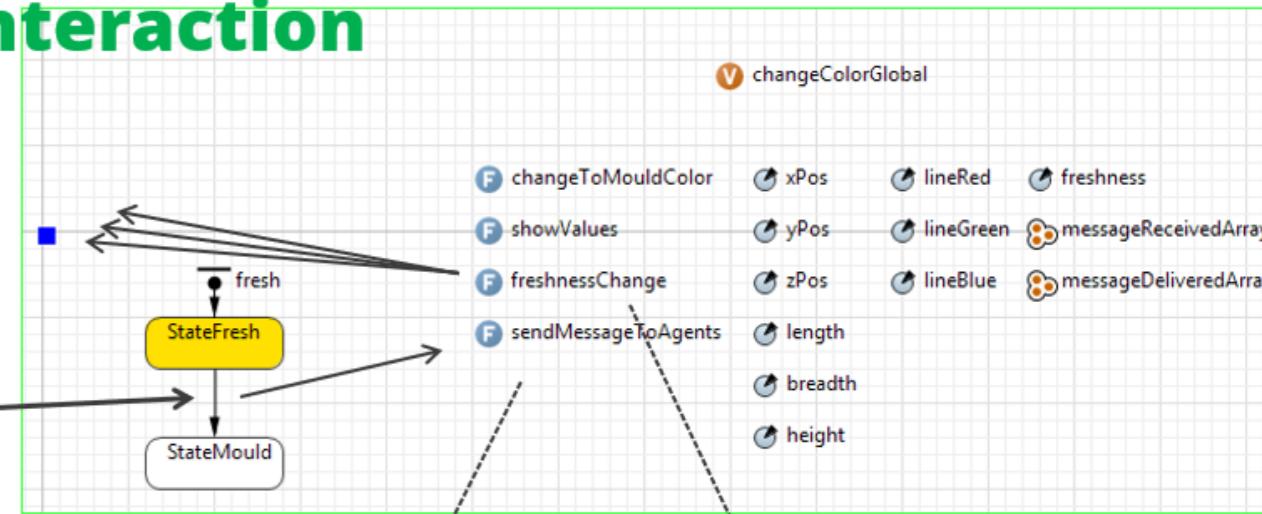 nteraction
changeColorGlobal
changeToMouldColor xPos lineRed freshness
showValues yPos lineGreen messageReceivedArray
fresh freshnessChange zPos lineBlue messageDeliveredArra
StateFresh sendMessageToAgents length
breadth
StateMould height